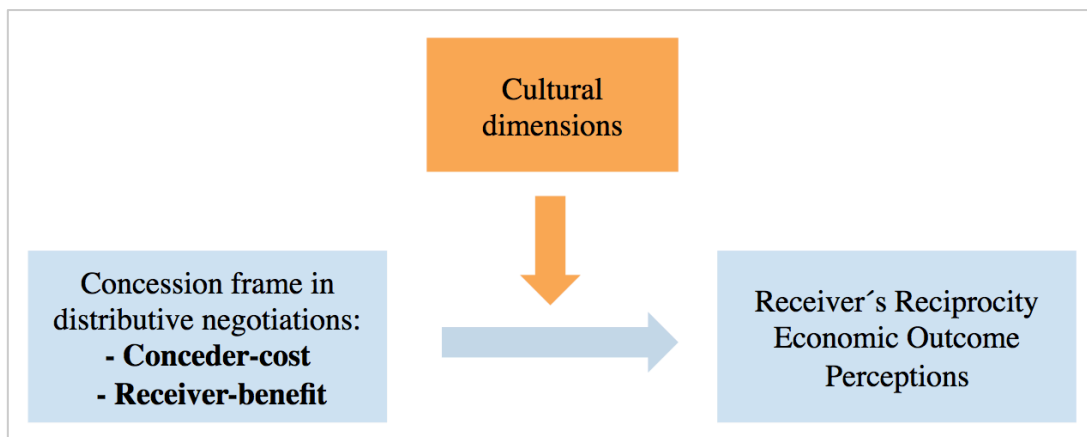 Cultural
dimensions
Concession frame in
distributive negotiations:
- Conceder-cost
- Receiver-benefit
Receiver´s Reciprocity
Economic Outcome
Perceptions